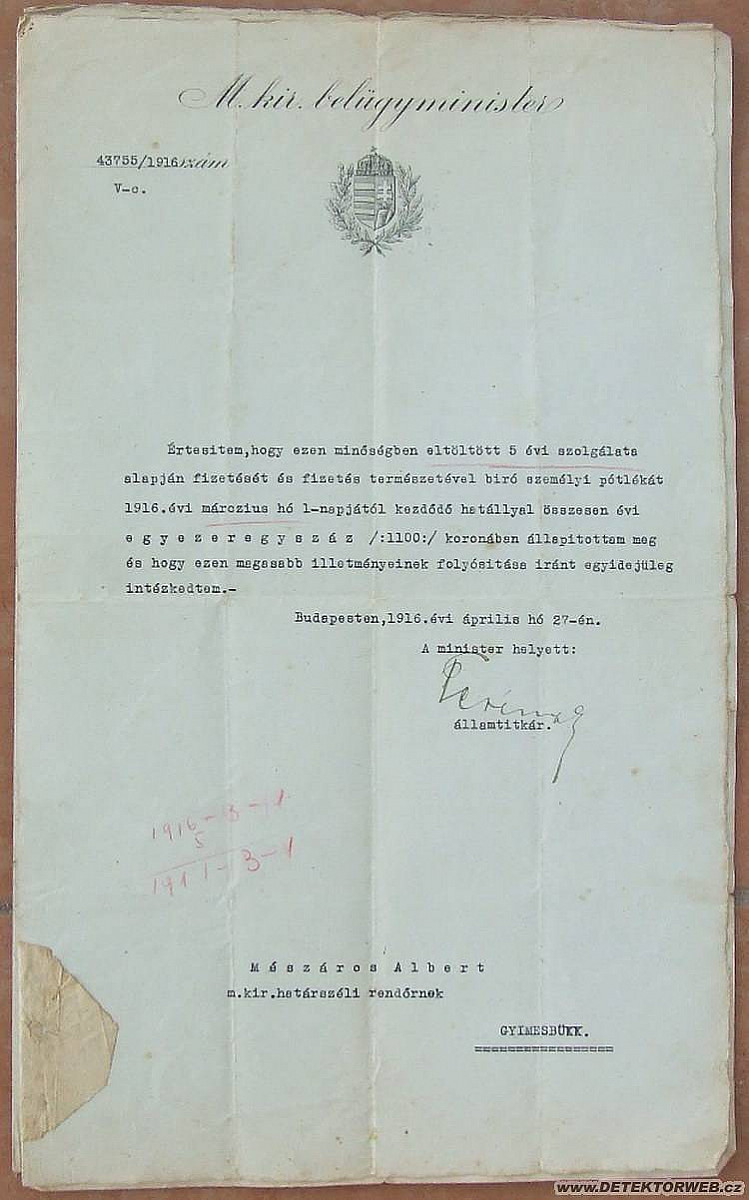 M. kir. belügyminister
43755/1916 szám
V-c.
Értesitem,hogy ezen minőségben eltöltött 5 évi szolgálata
alapján fizetését és fizetés természetével biró személyi pótlékát
1916.évi márczius hó 1-napjától kezdődő hatállyal összesen évi
e g y e z e r e g y s z á z /:1100:/ koronában állapitottam meg
és hogy ezen magasabb illetményeinek folyósitása iránt egyidejüleg
intézkedtem.-
Budapesten,1916.évi április hó 27-én.
A minister helyett:
államtitkár.
1916-3-1
5
1911-3-1
M é s z á r o s A l b e r t
m.kir.határszéli rendőrnek
GYIMESBÜKK.
www.DETEKTORWEB.cz